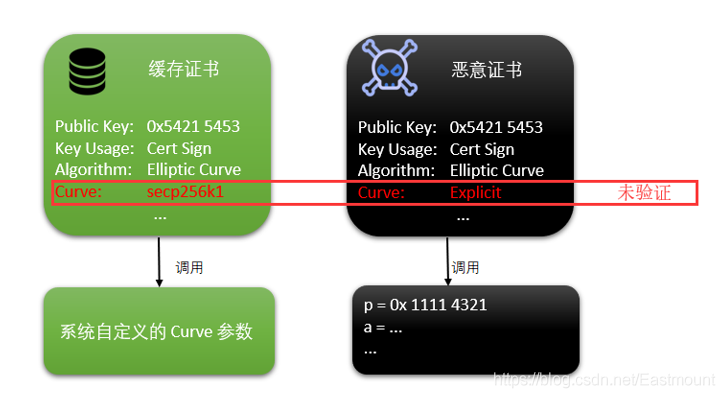 缓存证书
Public Key: 0x5421 5453
Key Usage: Cert Sign
Algorithm: Elliptic Curve
Curve: secp256k1
...
恶意证书
Public Key: 0x5421 5453
Key Usage: Cert Sign
Algorithm: Elliptic Curve
Curve: Explicit
...
未验证
调用
调用
系统自定义的 Curve 参数
p = 0x 1111 4321
a = ...
...
https://blog.csdn.net/Eastmount